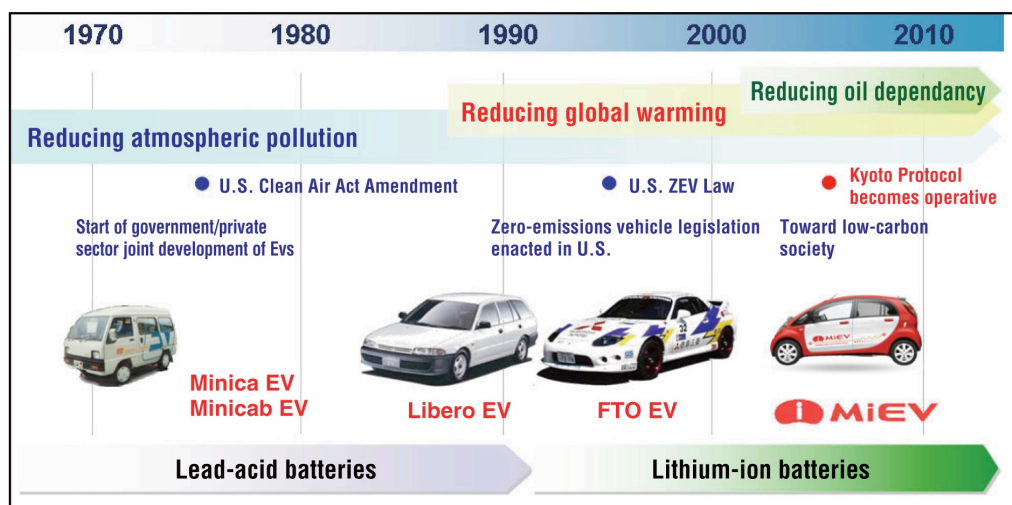 1970 1980 1990 2000 2010
Reducing oil dependancy
Reducing global warming
Reducing atmospheric pollution
U.S. Clean Air Act Amendment
U.S. ZEV Law
Kyoto Protocol
becomes operative
Start of government/private
sector joint development of Evs
Zero-emissions vehicle legislation
enacted in U.S.
Toward low-carbon
society
32
i MiEV
Minica EV
Minicab EV
Libero EV
FTO EV
i MiEV
Lead-acid batteries
Lithium-ion batteries